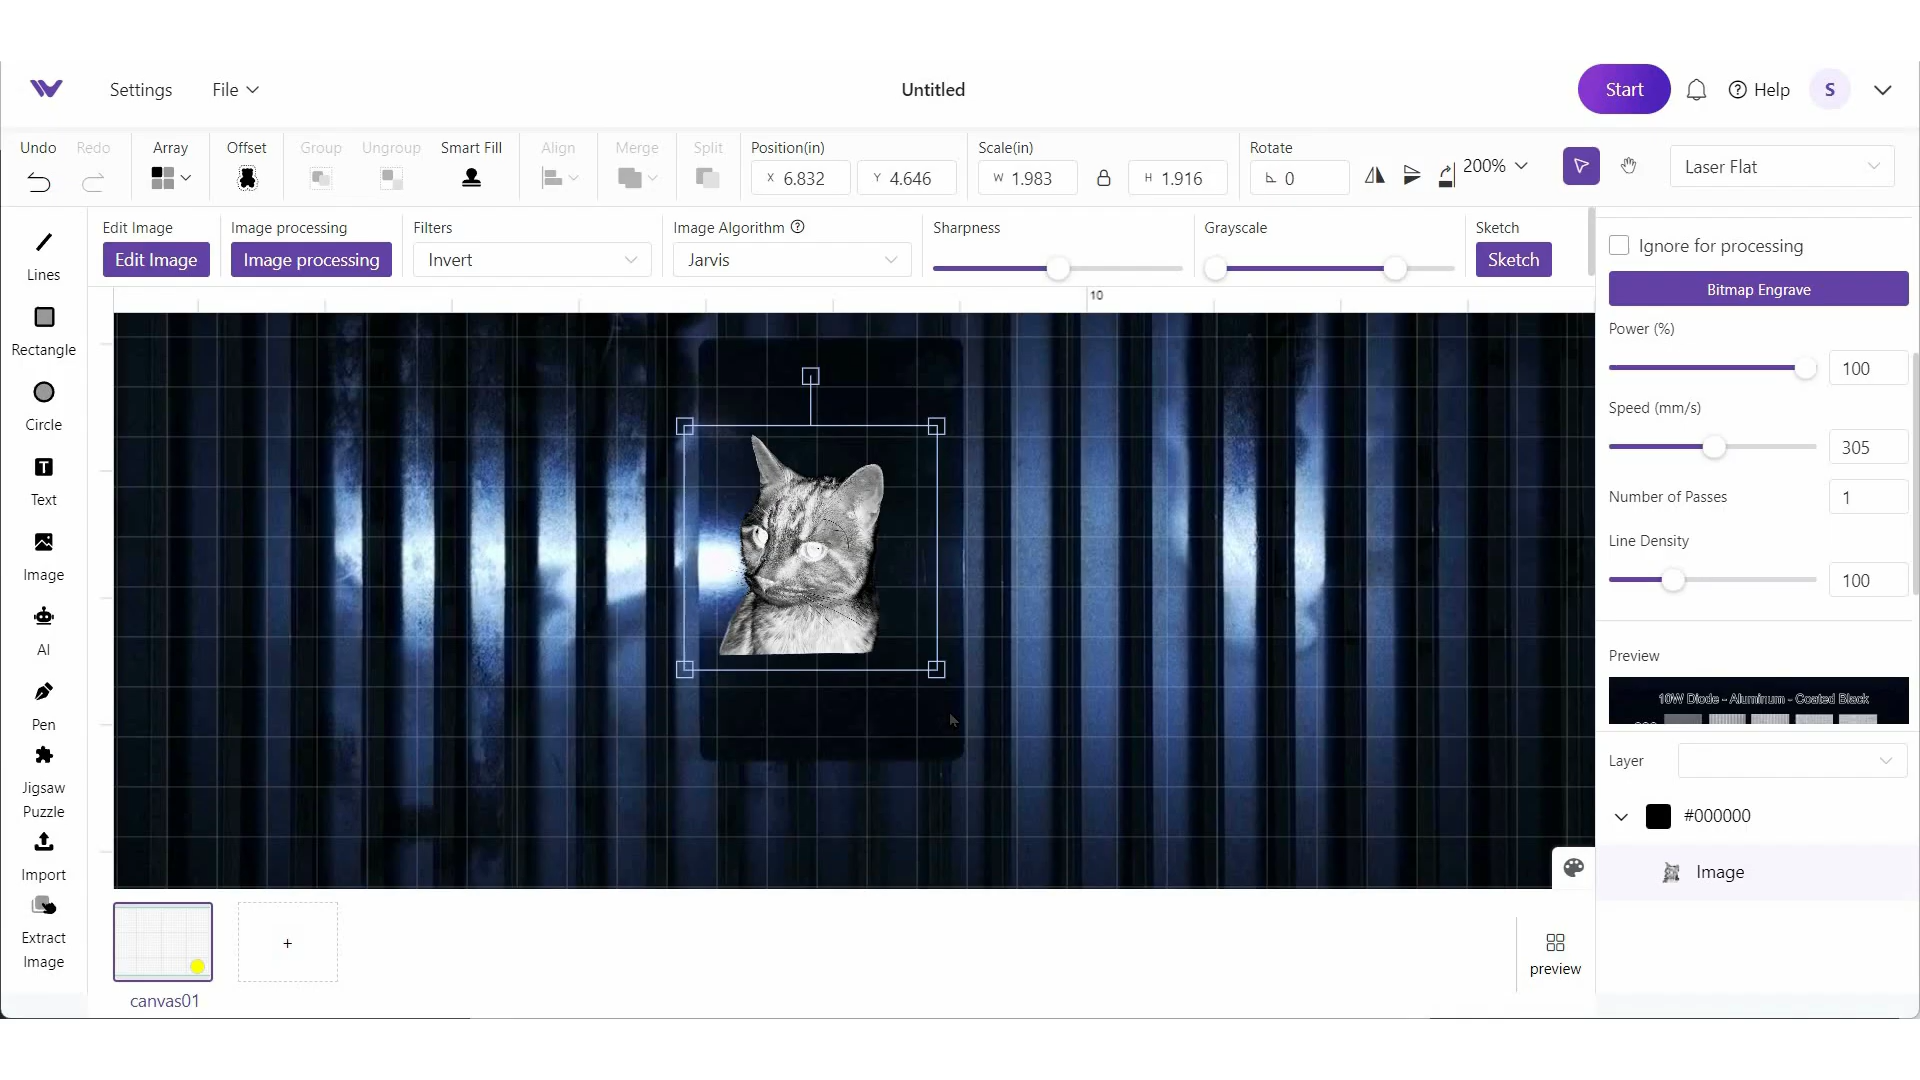 Settings
File
Untitled
Start
Help
S
Undo
Redo
Array
Offset
Group
Ungroup
Smart Fill
Align
Merge
Split
Position(in)
X 6.832
Y 4.646
Scale(in)
W 1.983
H 1.916
Rotate
0
200%
Laser Flat
Edit Image
Edit Image
Image processing
Image processing
Filters
Invert
Image Algorithm
Jarvis
Sharpness
Grayscale
Sketch
Sketch
Lines
Rectangle
Circle
Text
Image
AI
Pen
Jigsaw
Puzzle
Import
Extract
Image
10
Ignore for processing
Bitmap Engrave
Power (%)
100
Speed (mm/s)
305
Number of Passes
1
Line Density
100
Preview
10W Diode - Aluminum - Coated Black
Layer
#000000
Image
+
canvas01
preview